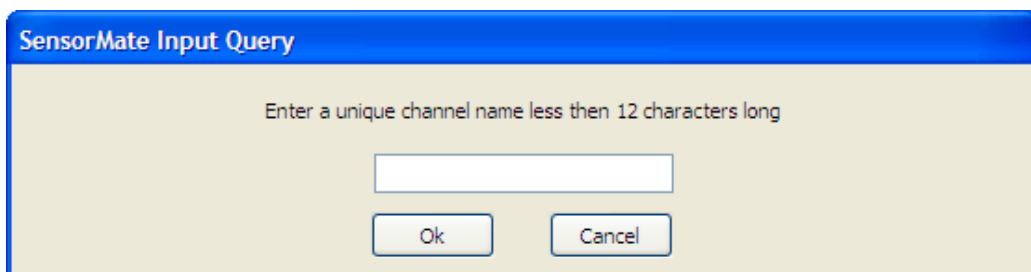 SensorMate Input Query
Enter a unique channel name less then 12 characters long
Ok Cancel